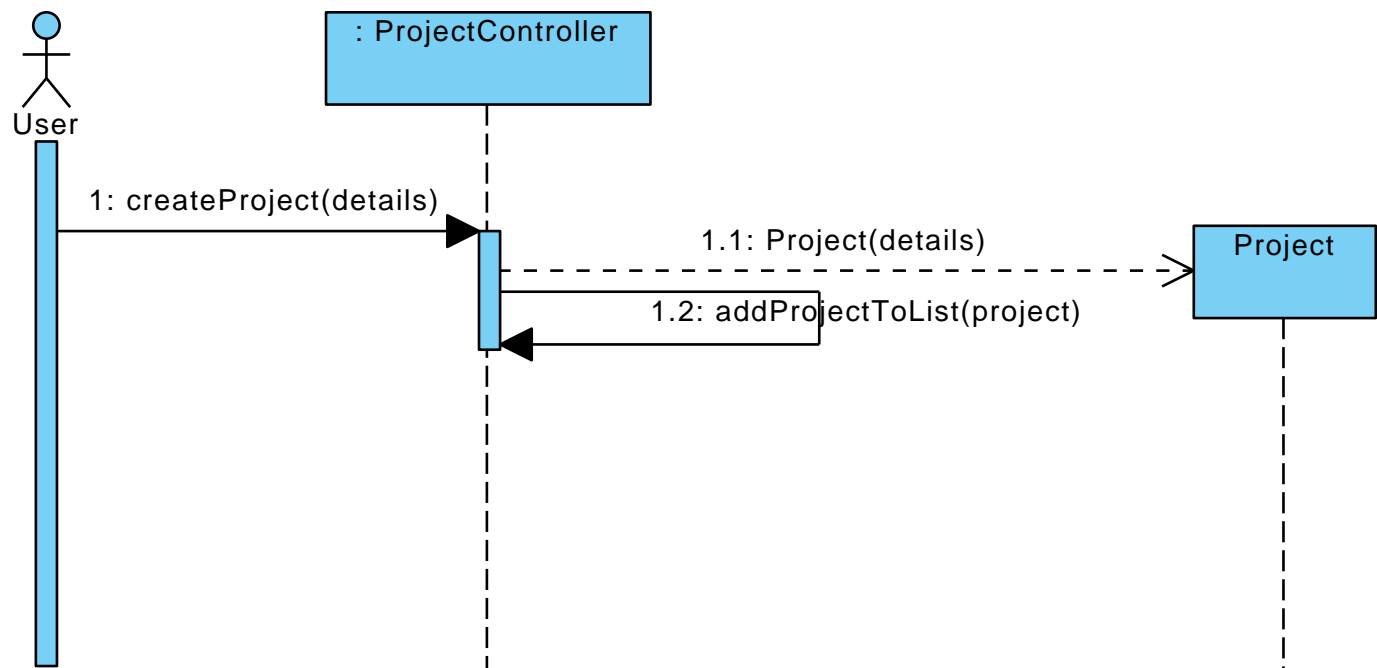 : ProjectController
User
1: createProject(details)
1.1: Project(details)
Project
1.2: addProjectToList(project)